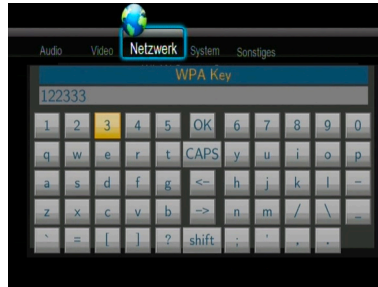 Audio Video Netzwerk System Sonstiges
WPA Key
122333
1 2 3 4 5 OK 6 7 8 9 0
q w e r t CAPS y u i o p
a s d f g <- h j k l -
z x c v b -> n m / \ _
` = [ ] ? shift ; ' , .